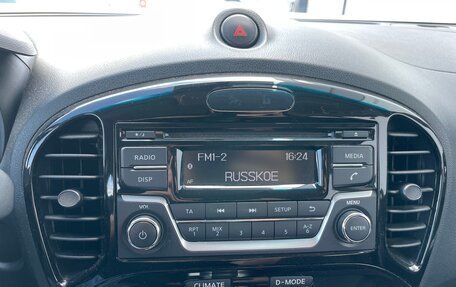 RADIO
FM1-2 16:24
MEDIA
DISP
AF
RUSSKOE
VOL
TA SETUP
MENU
RPT 1 MIX 2 3 4 5 A-Z 6
ENTER
CLIMATE D-MODE